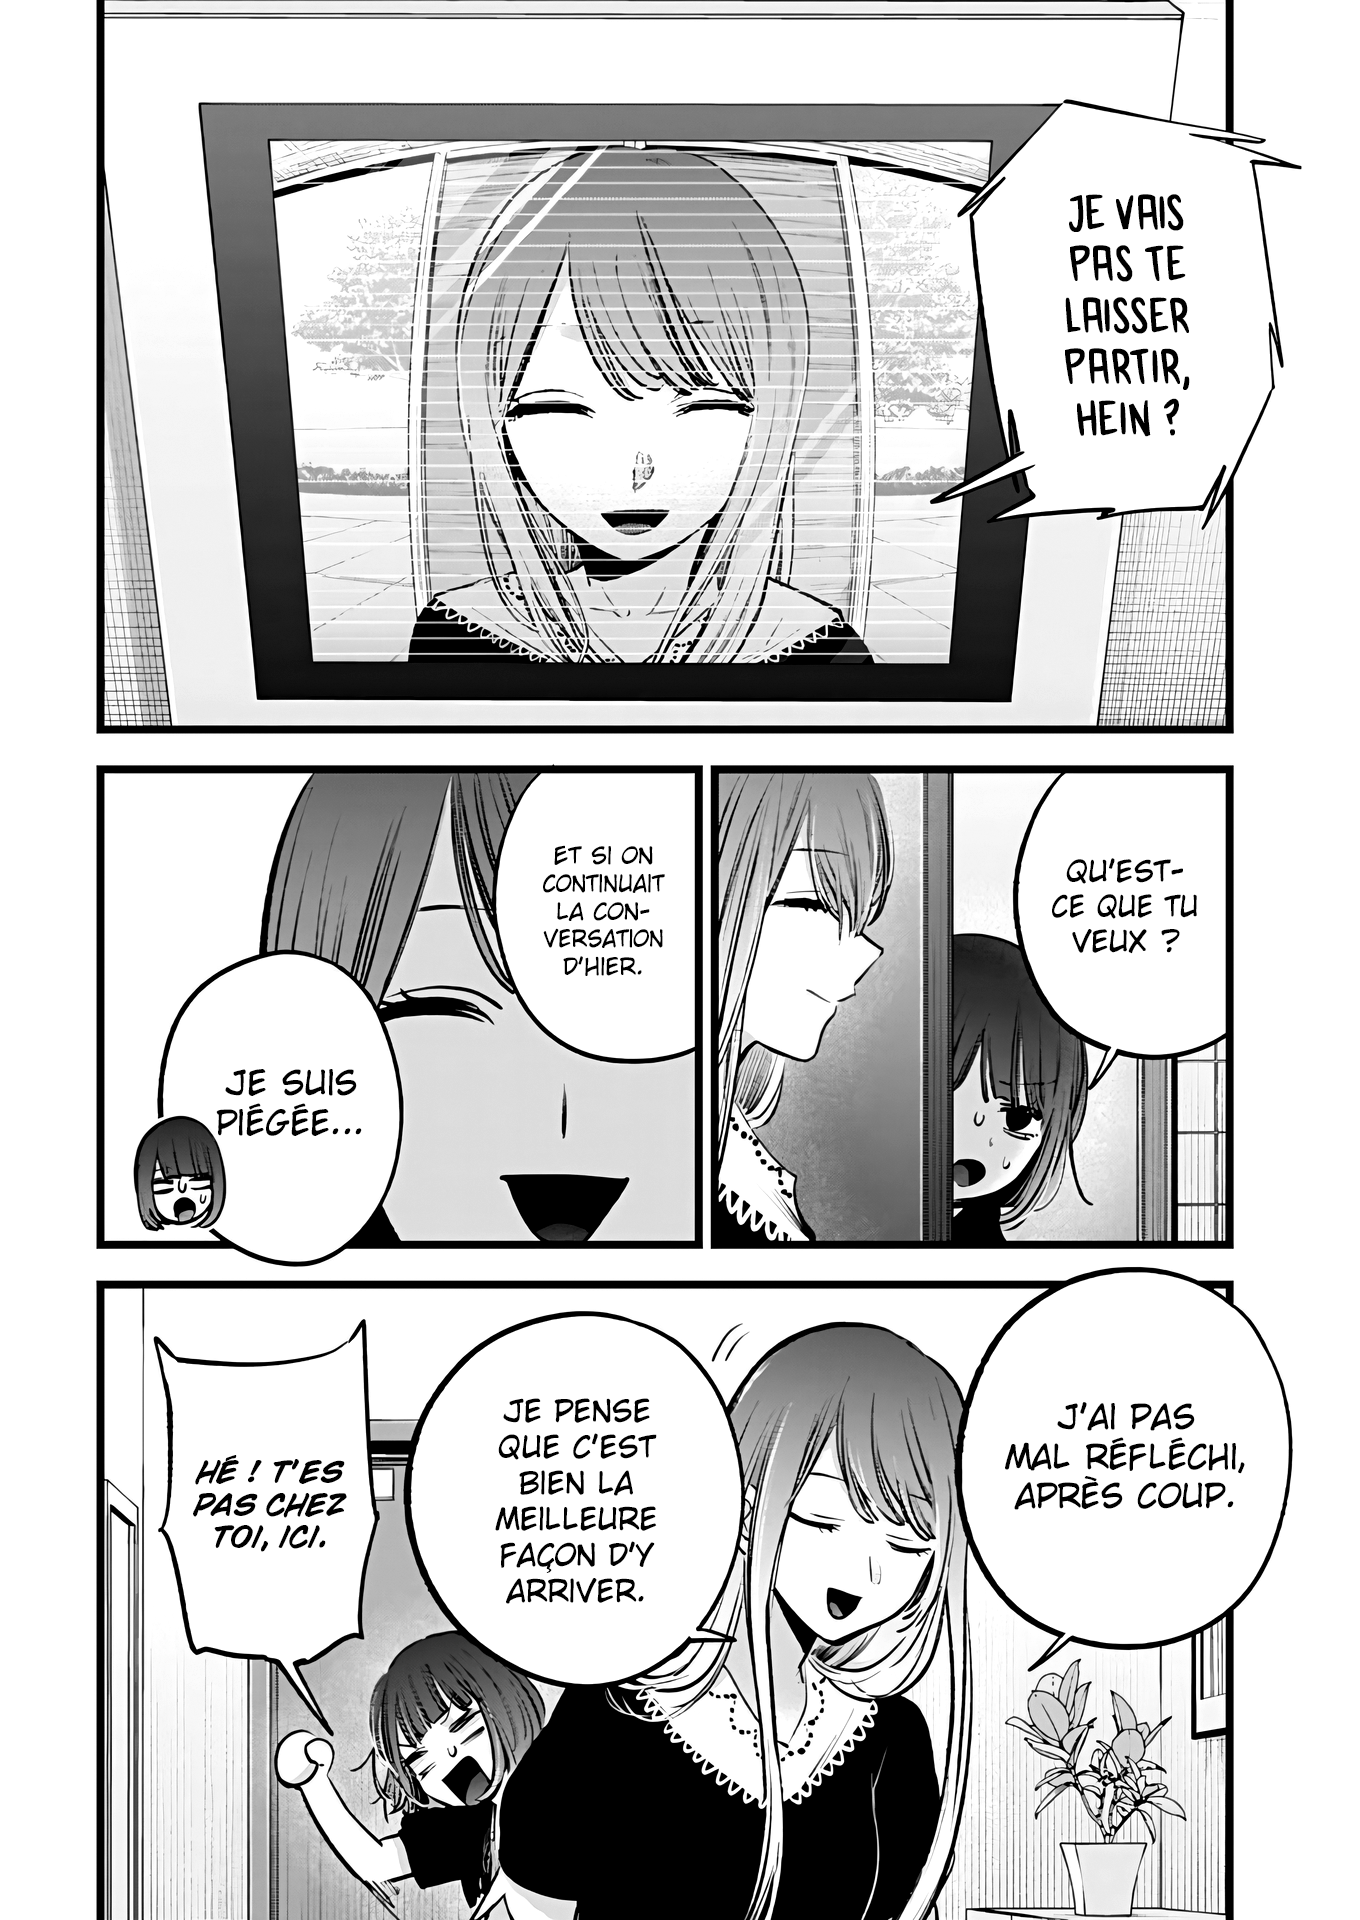 JE VAIS
PAS TE
LAISSER
PARTIR,
HEIN ?
QU'EST-
CE QUE TU
VEUX ?
ET SI ON
CONTINUAIT
LA CON-
VERSATION
D'HIER.
JE SUIS
PIÉGÉE...
J'AI PAS
MAL RÉFLÉCHI,
APRÈS COUP.
JE PENSE
QUE C'EST
BIEN LA
MEILLEURE
FAÇON D'Y
ARRIVER.
HÉ ! T'ES
PAS CHEZ
TOI, ICI.